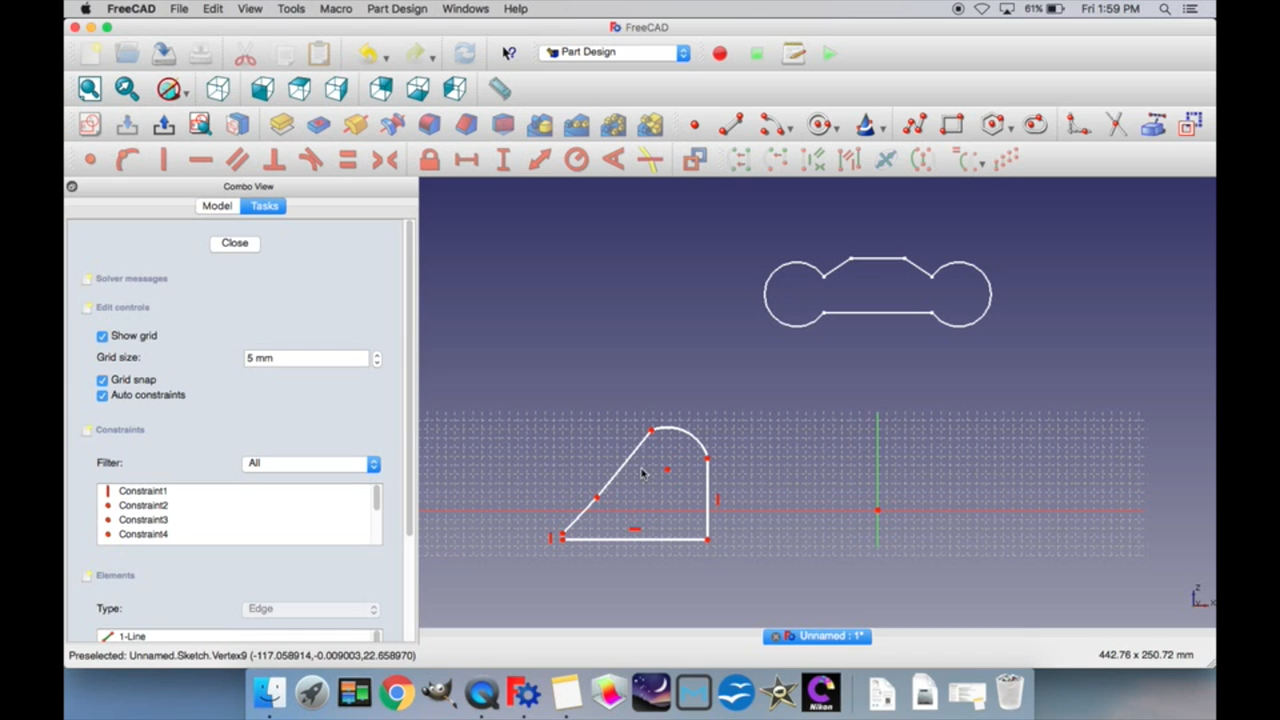 FreeCAD File Edit View Tools Macro Part Design Windows Help 61% Fri 1:59 PM
FreeCAD
Part Design
Combo View
Model Tasks
Close
Solver messages
Edit controls
Show grid
Grid size: 5 mm
Grid snap
Auto constraints
Constraints
Filter: All
Constraint1
Constraint2
Constraint3
Constraint4
Elements
Type: Edge
1-Line
Z
X
Unnamed : 1*
Preselected: Unnamed.Sketch.Vertex9 (-117.058914,-0.009003,22.658970) 442.76 x 250.72 mm
Nikon